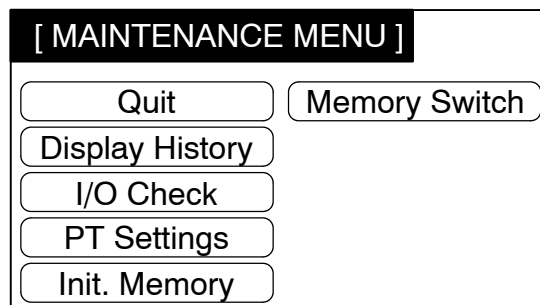 [ MAINTENANCE MENU ]
Quit Memory Switch
Display History
I/O Check
PT Settings
Init. Memory